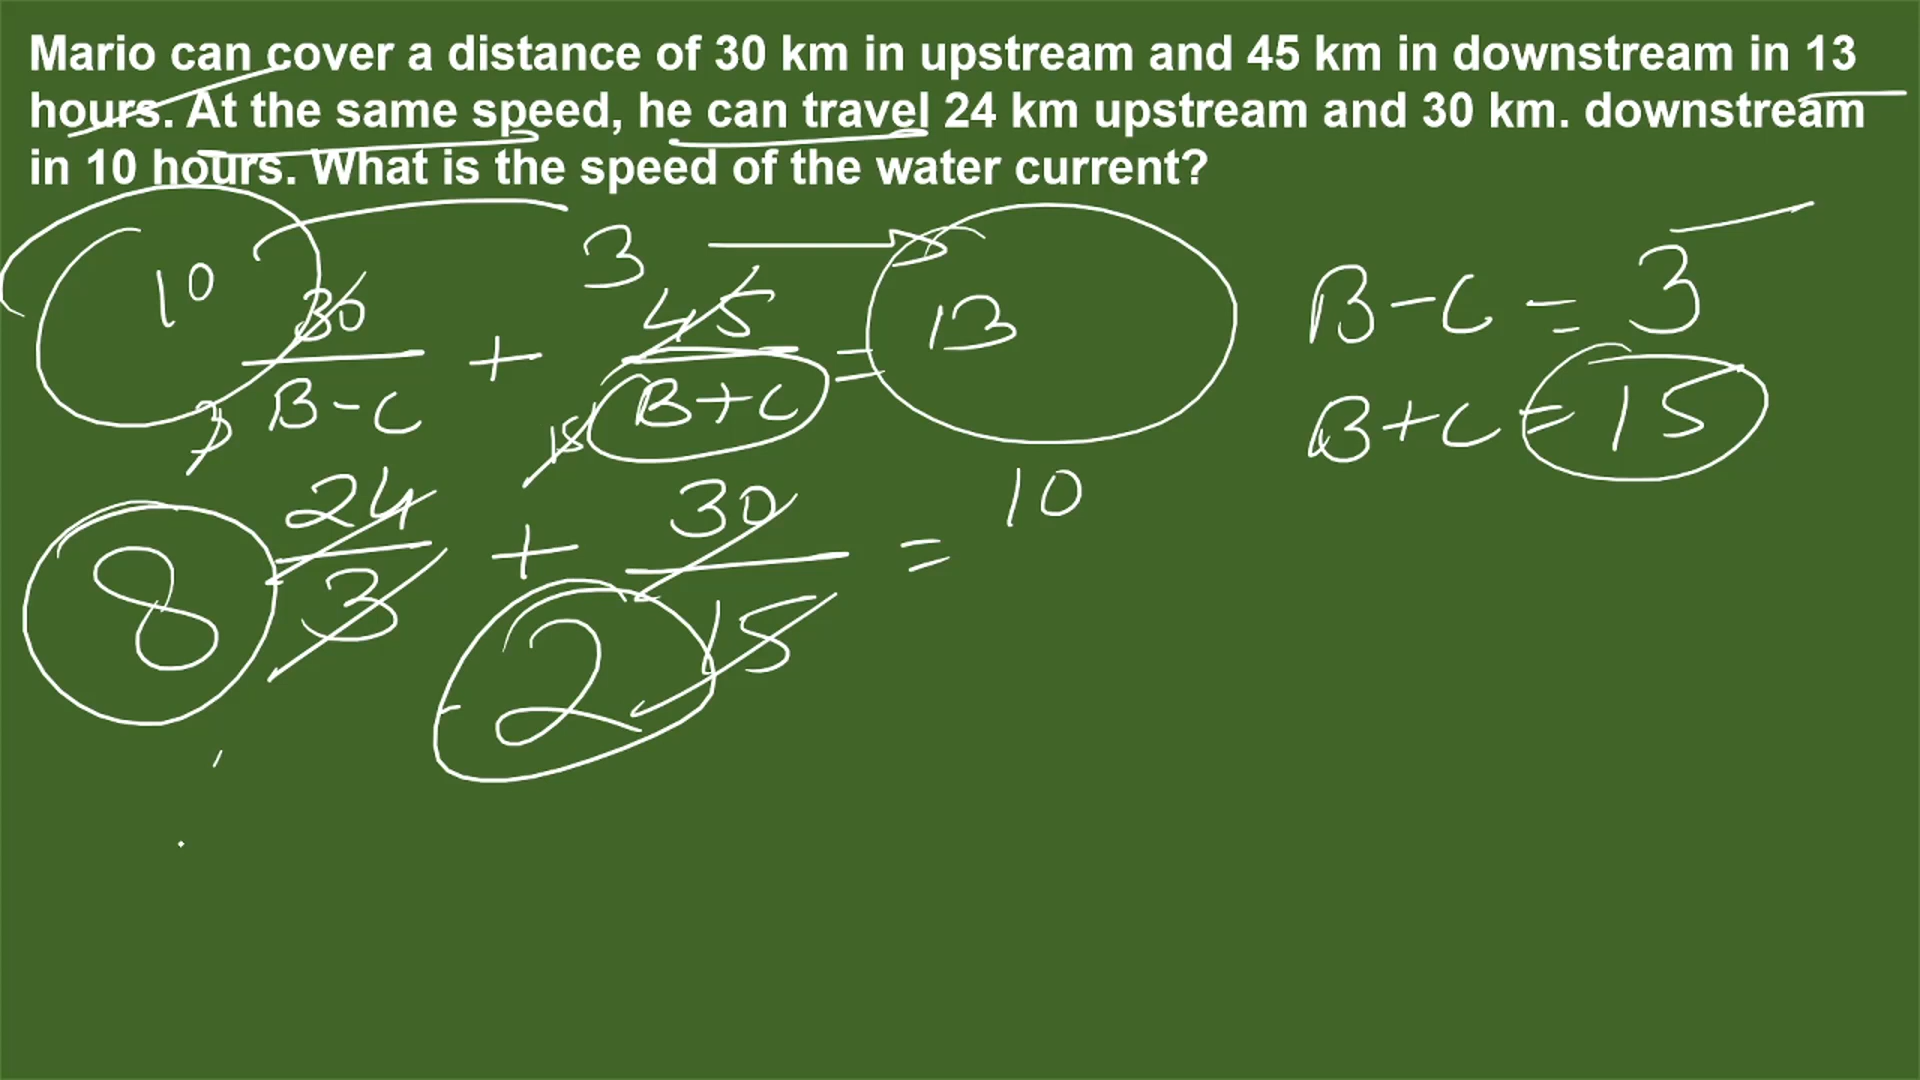 Mario can cover a distance of 30 km in upstream and 45 km in downstream in 13
hours. At the same speed, he can travel 24 km upstream and 30 km. downstream
in 10 hours. What is the speed of the water current?
10 30 + 3 45 = 13
3 B-C 15 B+C
B-C = 3
B+C = 15
8 24 + 30 = 10
3 2 15